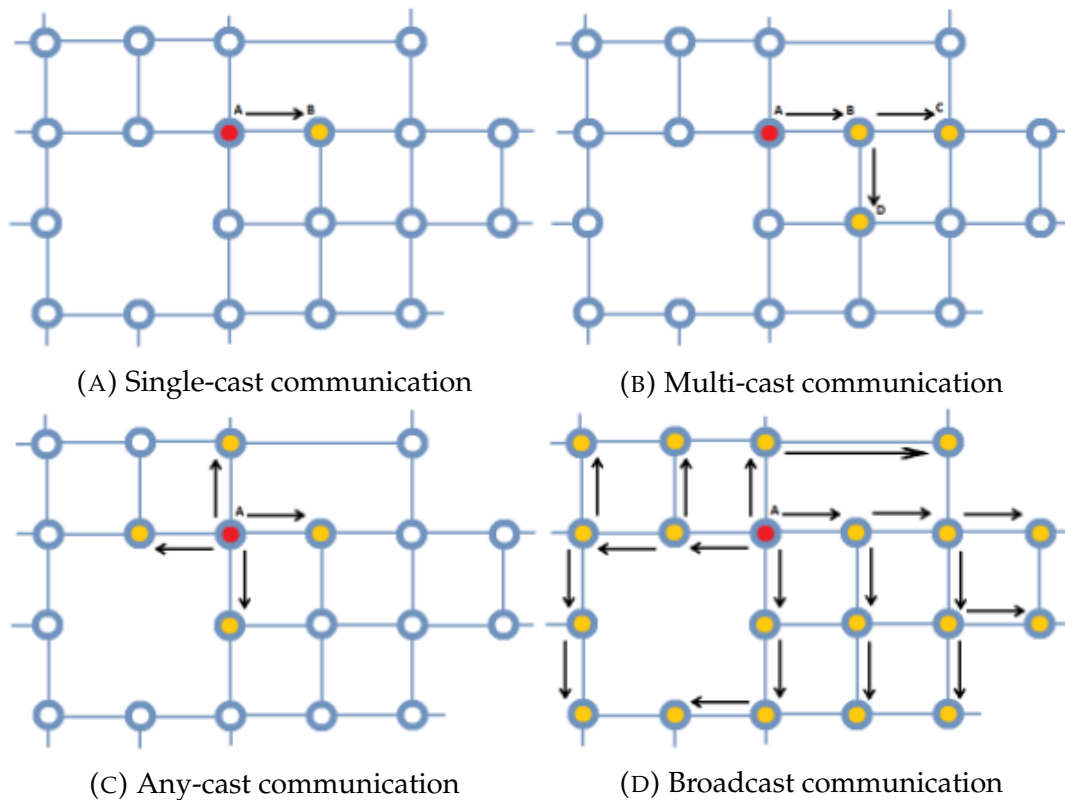 A B
A B C
D
(A) Single-cast communication
(B) Multi-cast communication
A
A
(C) Any-cast communication
(D) Broadcast communication